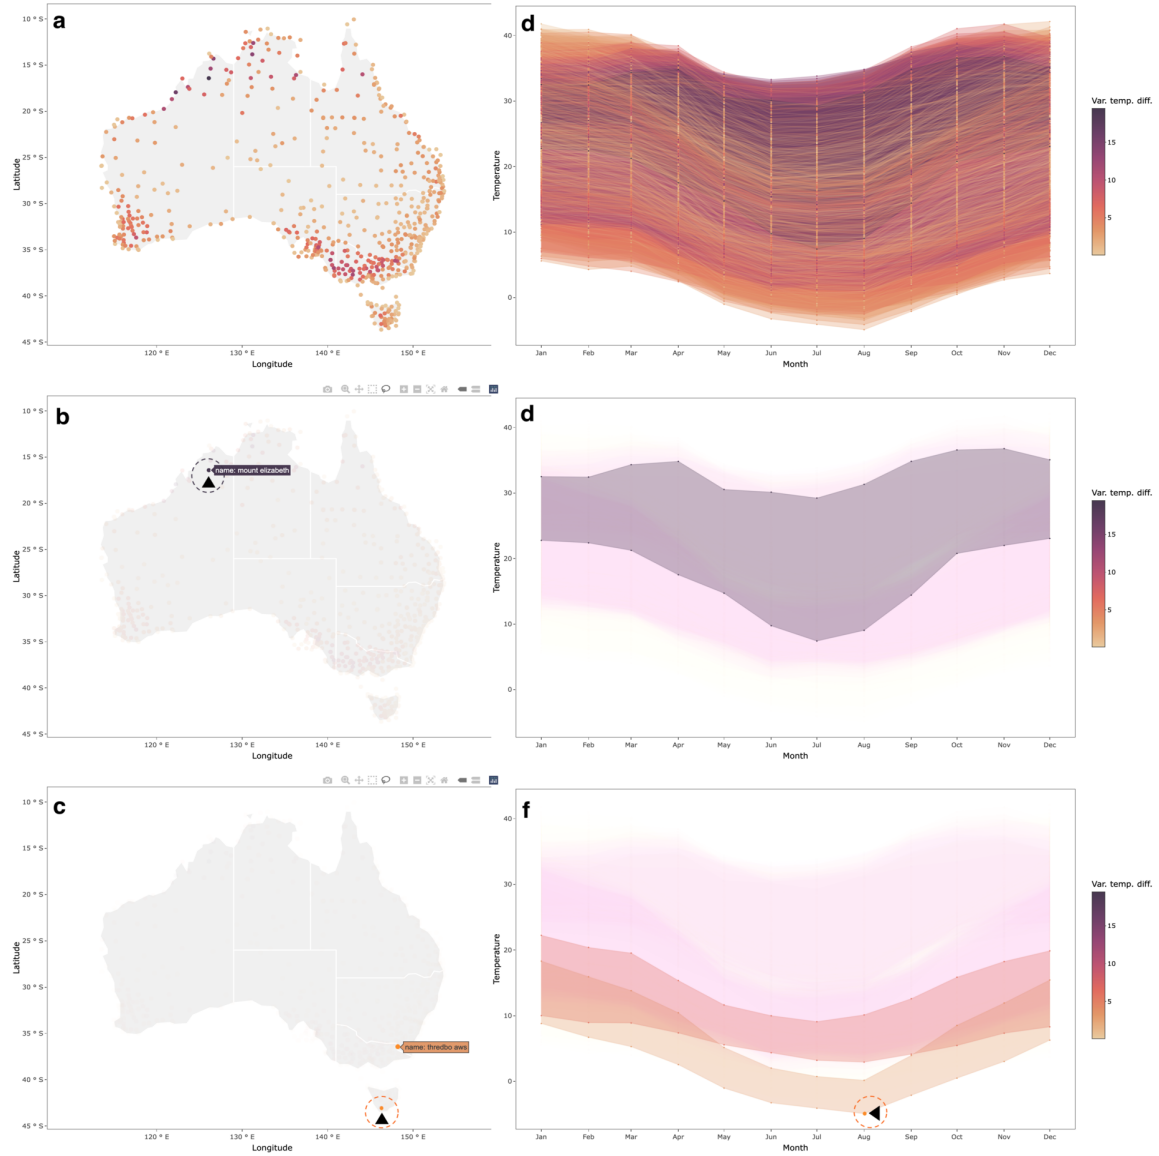 a
10 ° S
15 ° S
20 ° S
25 ° S
30 ° S
35 ° S
40 ° S
45 ° S
Latitude
120 ° E 130 ° E 140 ° E 150 ° E
Longitude
d
40
30
20
10
0
Temperature
Jan Feb Mar Apr May Jun Jul Aug Sep Oct Nov Dec
Month
Var. temp. diff.
15
10
5
b
10 ° S
15 ° S
20 ° S
25 ° S
30 ° S
35 ° S
40 ° S
45 ° S
Latitude
name: mount elizabeth
120 ° E 130 ° E 140 ° E 150 ° E
Longitude
d
40
30
20
10
0
Temperature
Jan Feb Mar Apr May Jun Jul Aug Sep Oct Nov Dec
Month
Var. temp. diff.
15
10
5
c
10 ° S
15 ° S
20 ° S
25 ° S
30 ° S
35 ° S
40 ° S
45 ° S
Latitude
name: thredbo aws
120 ° E 130 ° E 140 ° E 150 ° E
Longitude
f
40
30
20
10
0
Temperature
Jan Feb Mar Apr May Jun Jul Aug Sep Oct Nov Dec
Month
Var. temp. diff.
15
10
5